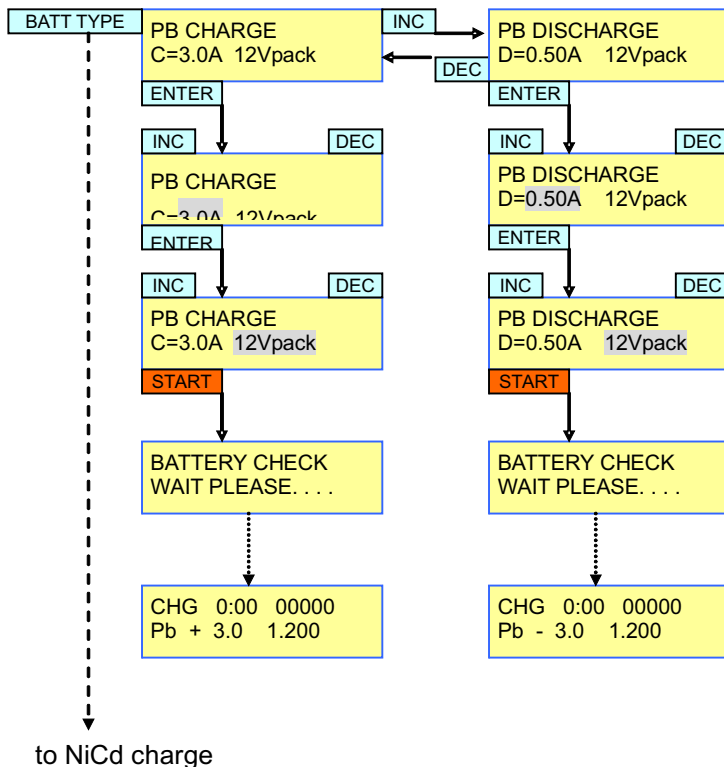 BATT TYPE
PB CHARGE
C=3.0A 12Vpack
INC
DEC
PB DISCHARGE
D=0.50A 12Vpack
ENTER
ENTER
INC
DEC
PB CHARGE
C=3.0A 12Vpack
INC
DEC
PB DISCHARGE
D=0.50A 12Vpack
ENTER
ENTER
INC
DEC
PB CHARGE
C=3.0A 12Vpack
INC
DEC
PB DISCHARGE
D=0.50A 12Vpack
START
START
BATTERY CHECK
WAIT PLEASE. . . .
BATTERY CHECK
WAIT PLEASE. . . .
CHG 0:00 00000
Pb + 3.0 1.200
CHG 0:00 00000
Pb - 3.0 1.200
to NiCd charge